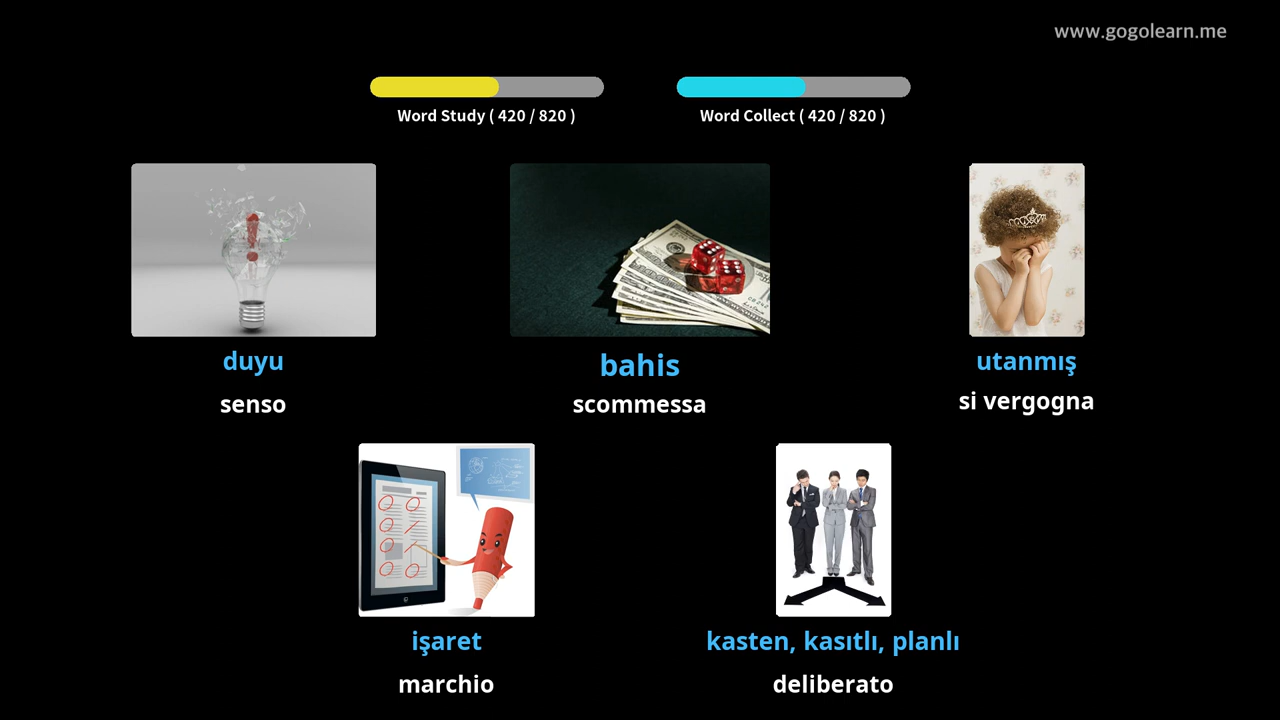 www.gogolearn.me
Word Study ( 420 / 820 )
Word Collect ( 420 / 820 )
duyu
senso
bahis
scommessa
utanmış
si vergogna
işaret
marchio
kasten, kasıtlı, planlı
deliberato